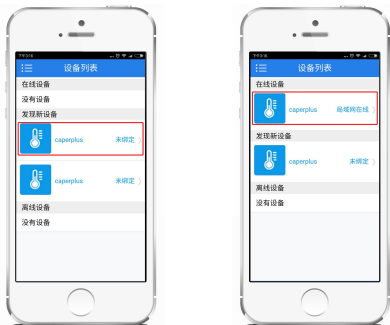 设备列表
在线设备
没有设备
发现新设备
caperplus 未绑定
caperplus 未绑定
离线设备
没有设备
设备列表
在线设备
caperplus 局域网在线
发现新设备
caperplus 未绑定
离线设备
没有设备